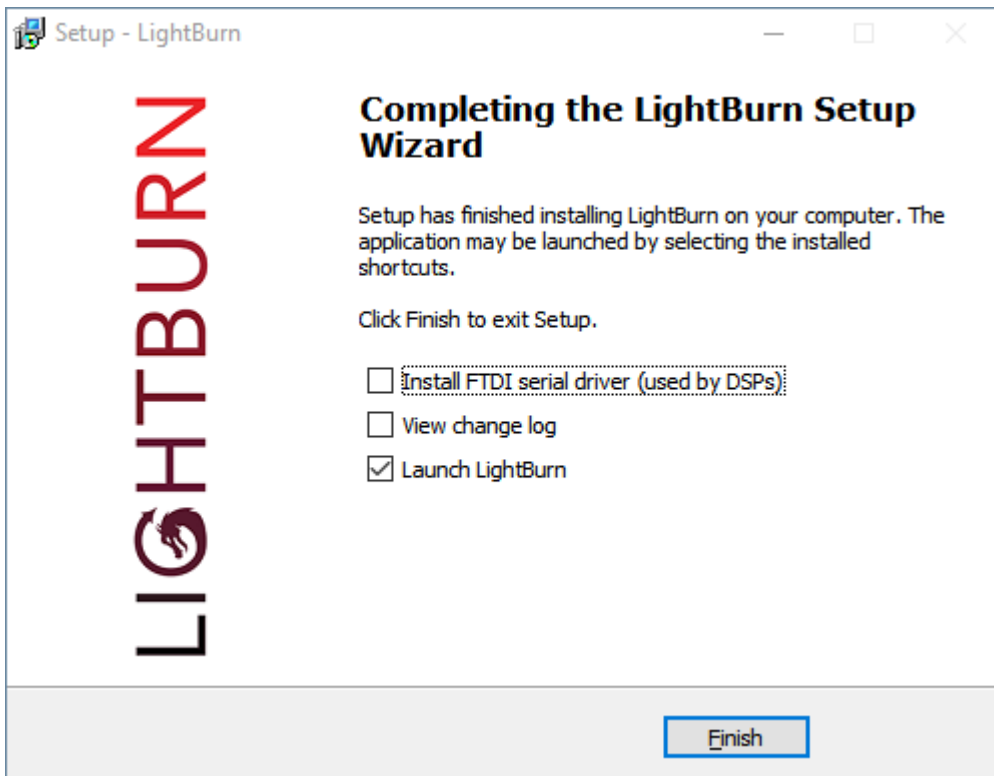 Setup - LightBurn
LIGHTBURN
Completing the LightBurn Setup
Wizard
Setup has finished installing LightBurn on your computer. The
application may be launched by selecting the installed
shortcuts.
Click Finish to exit Setup.
Install FTDI serial driver (used by DSPs)
View change log
Launch LightBurn
Finish